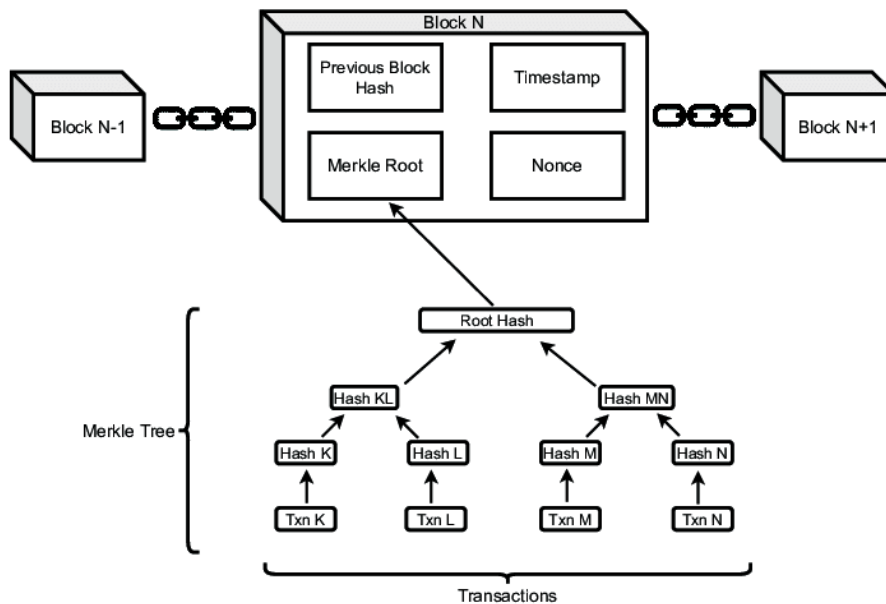 Block N
Previous Block
Hash
Timestamp
Block N-1
Block N+1
Merkle Root
Nonce
Root Hash
Hash KL
Hash MN
Merkle Tree
Hash K
Hash L
Hash M
Hash N
Txn K
Txn L
Txn M
Txn N
Transactions